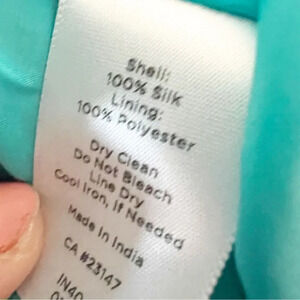 Shell:
100% Silk
Lining:
100% Polyester
Dry Clean
Do Not Bleach
Line Dry
Cool Iron, If Needed
Made In India
CA #23147
IN40